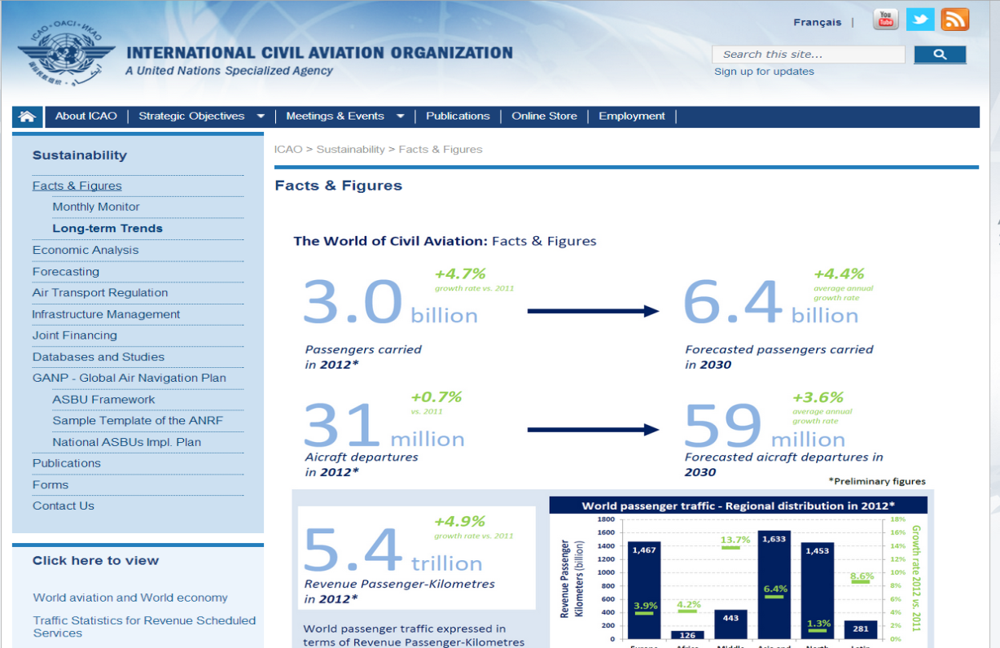 ICAO · OACI · ИКАО
INTERNATIONAL CIVIL AVIATION ORGANIZATION
A United Nations Specialized Agency
Français |
You Tube
Search this site...
Sign up for updates
About ICAO | Strategic Objectives | Meetings & Events | Publications | Online Store | Employment |
Sustainability
Facts & Figures
Monthly Monitor
Long-term Trends
Economic Analysis
Forecasting
Air Transport Regulation
Infrastructure Management
Joint Financing
Databases and Studies
GANP - Global Air Navigation Plan
ASBU Framework
Sample Template of the ANRF
National ASBUs Impl. Plan
Publications
Forms
Contact Us
Click here to view
World aviation and World economy
Traffic Statistics for Revenue Scheduled
Services
ICAO > Sustainability > Facts & Figures
Facts & Figures
The World of Civil Aviation: Facts & Figures
+4.7%
growth rate vs. 2011
3.0 billion
Passengers carried
in 2012*
+4.4%
average annual
growth rate
6.4 billion
Forecasted passengers carried
in 2030
+0.7%
vs. 2011
31 million
Aicraft departures
in 2012*
+3.6%
average annual
growth rate
59 million
Forecasted aicraft departures in
2030
*Preliminary figures
+4.9%
growth rate vs. 2011
5.4 trillion
Revenue Passenger-Kilometres
in 2012*
World passenger traffic expressed in
terms of Revenue Passenger-Kilometres
World passenger traffic - Regional distribution in 2012*
Revenue Passenger
Kilometers (billion)
1800
1600
1400
1200
1000
800
600
400
200
0
1,467
3.9%
4.2%
126
13.7%
443
1,633
6.4%
1,453
1.3%
8.6%
281
18%
16%
14%
12%
10%
8%
6%
4%
2%
0%
Growth rate 2012 vs. 2011
Europe Africa Middle Asia and North Latin